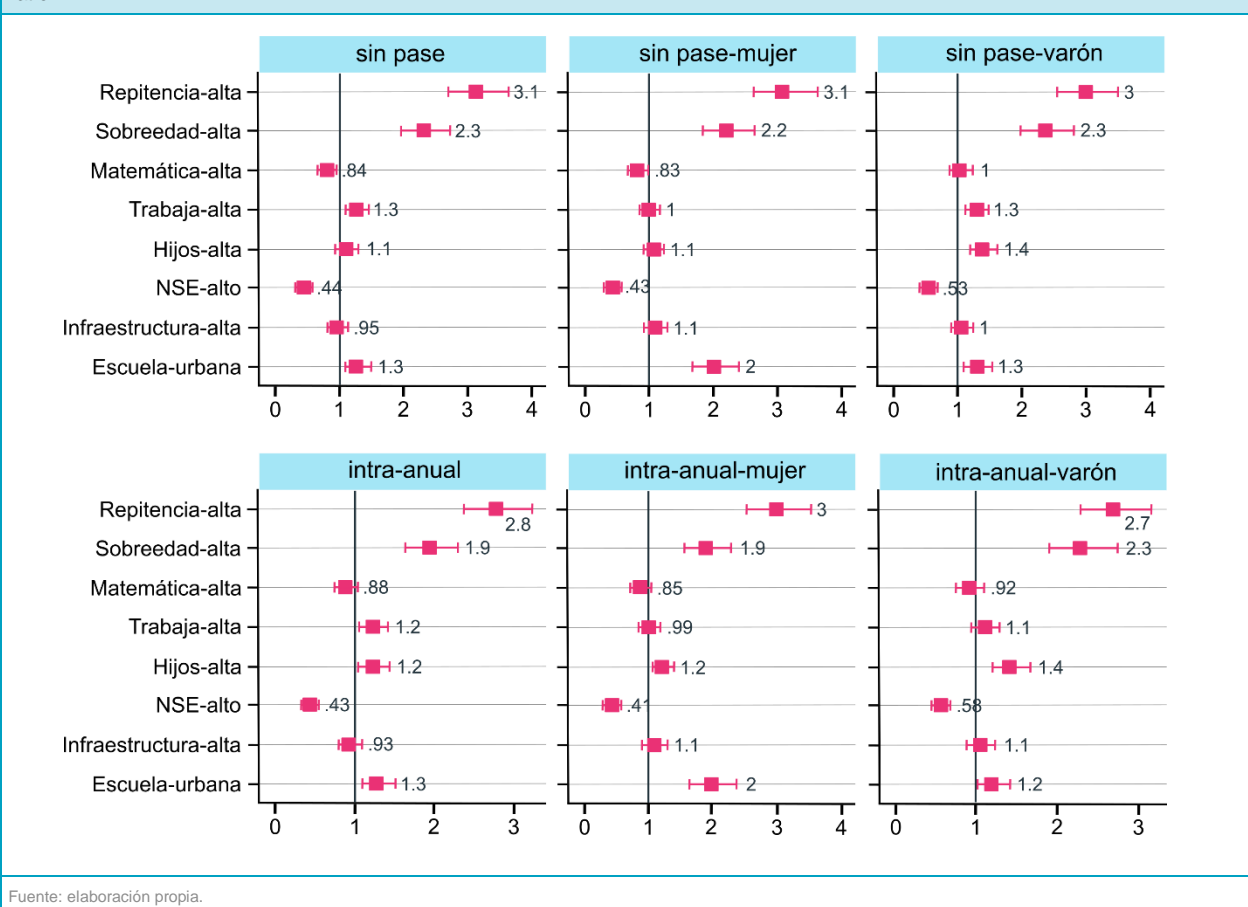 sin pase
sin pase-mujer
sin pase-varón
Repitencia-alta 3.1 3.1 3
Sobreedad-alta 2.3 2.2 2.3
Matemática-alta .84 .83 1
Trabaja-alta 1.3 1 1.3
Hijos-alta 1.1 1.1 1.4
NSE-alto .44 .43 .53
Infraestructura-alta .95 1.1 1
Escuela-urbana 1.3 2 1.3
0 1 2 3 4 0 1 2 3 4 0 1 2 3 4
intra-anual
intra-anual-mujer
intra-anual-varón
Repitencia-alta 2.8 3 2.7
Sobreedad-alta 1.9 1.9 2.3
Matemática-alta .88 .85 .92
Trabaja-alta 1.2 .99 1.1
Hijos-alta 1.2 1.2 1.4
NSE-alto .43 .41 .58
Infraestructura-alta .93 1.1 1.1
Escuela-urbana 1.3 2 1.2
0 1 2 3 0 1 2 3 4 0 1 2 3
Fuente: elaboración propia.